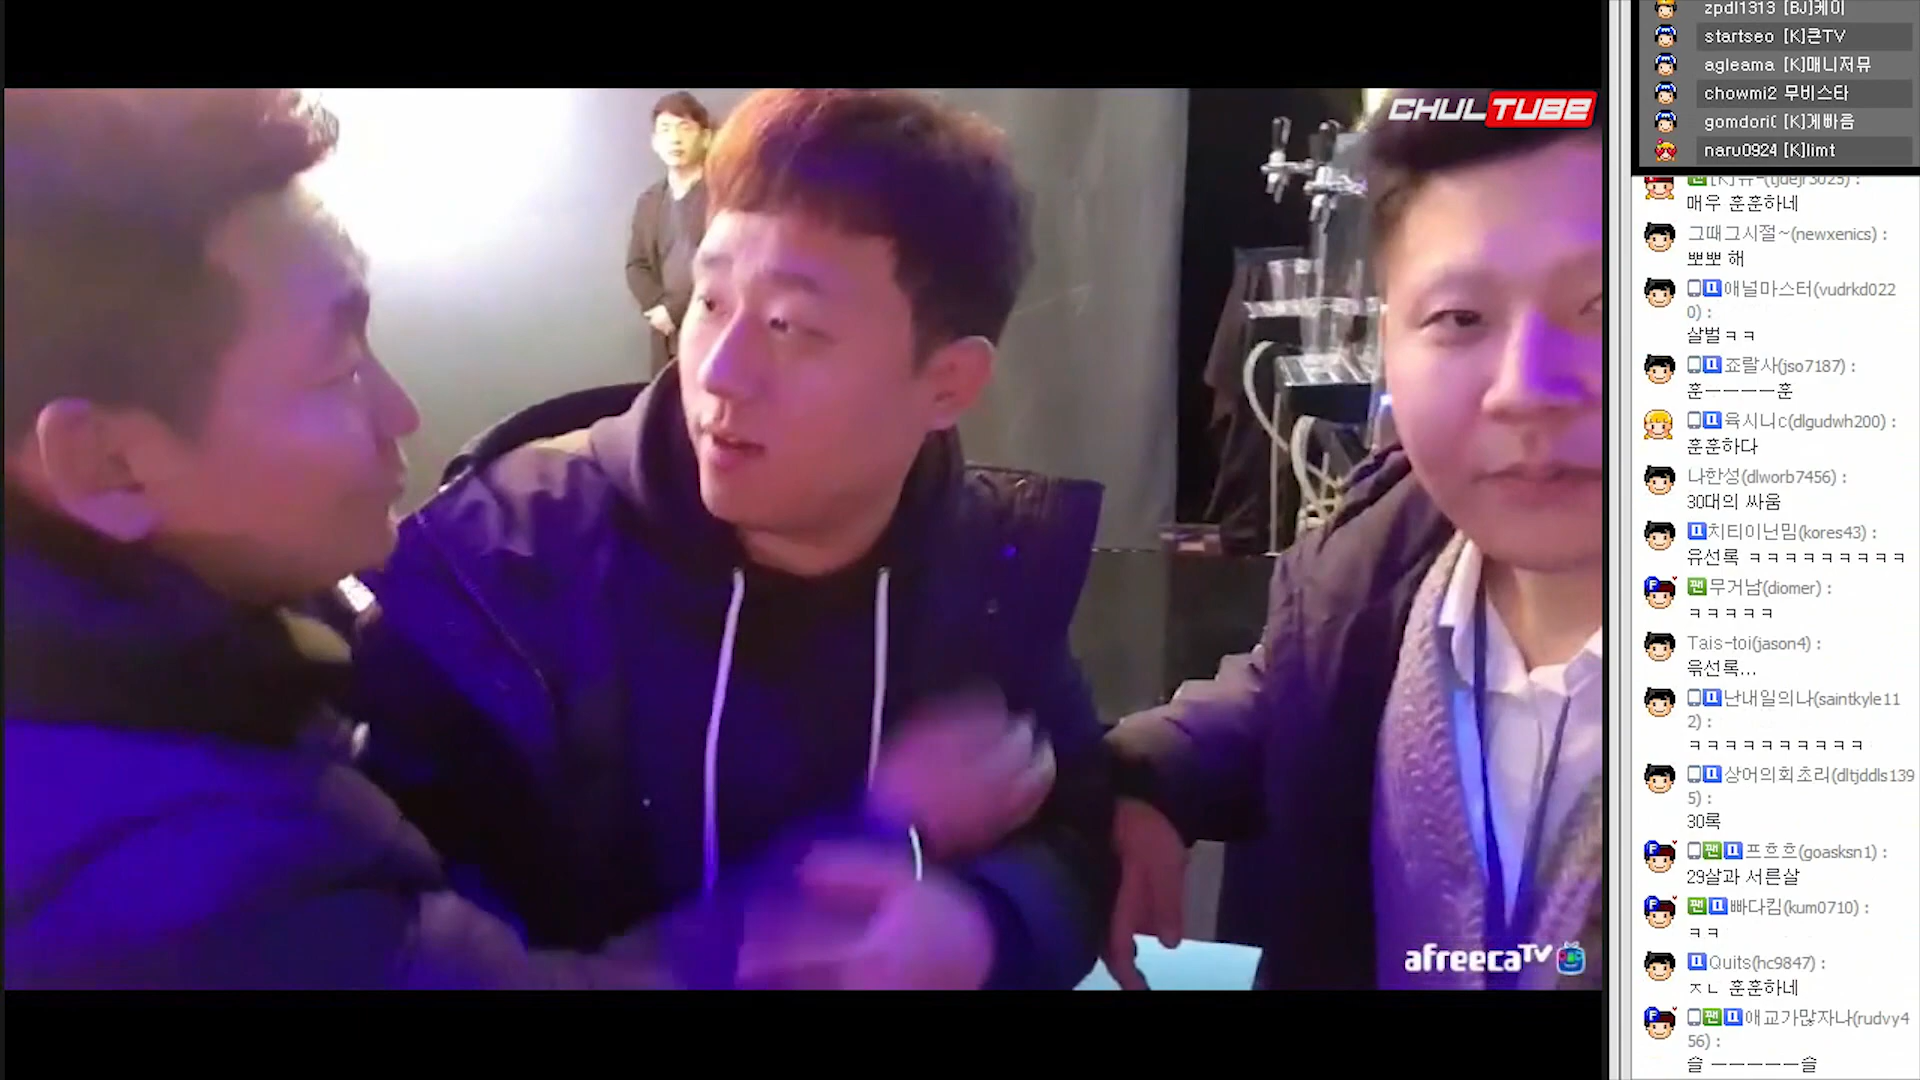 CHULTUBE
afreecaTV
zpdl1313 [BJ]케이
startseo [K]큰TV
agleama [K]매니저뮤
chowmi2 무비스타
gomdori0 [K]게빠음
naru0924 [K]limt
매우 훈훈하네
그때그시절~(newxenics) :
뽀뽀 해
애널마스터(vudrkd022
0) :
살벌ㅋㅋ
죠랄사(jso7187) :
훈ㅡㅡㅡㅡ훈
육시니c(dlgudwh200) :
훈훈하다
나한성(dlworb7456) :
30대의 싸움
치티이넌밈(kores43) :
유선록 ㅋㅋㅋㅋㅋㅋㅋㅋㅋ
팬무거남(diomer) :
ㅋㅋㅋㅋㅋ
Tais-toi(jason4) :
윾선록...
난내일의나(saintkyle11
2) :
ㅋㅋㅋㅋㅋㅋㅋㅋㅋㅋ
상어의회초리(dltjddls139
5) :
30록
팬프흐흐(goasksn1) :
29살과 서른살
팬빠다킴(kum0710) :
ㅋㅋ
Quits(hc9847) :
ㅈㄴ 훈훈하네
팬애교가많자나(rudvy4
56) :
슬 ㅡㅡㅡㅡㅡ슬